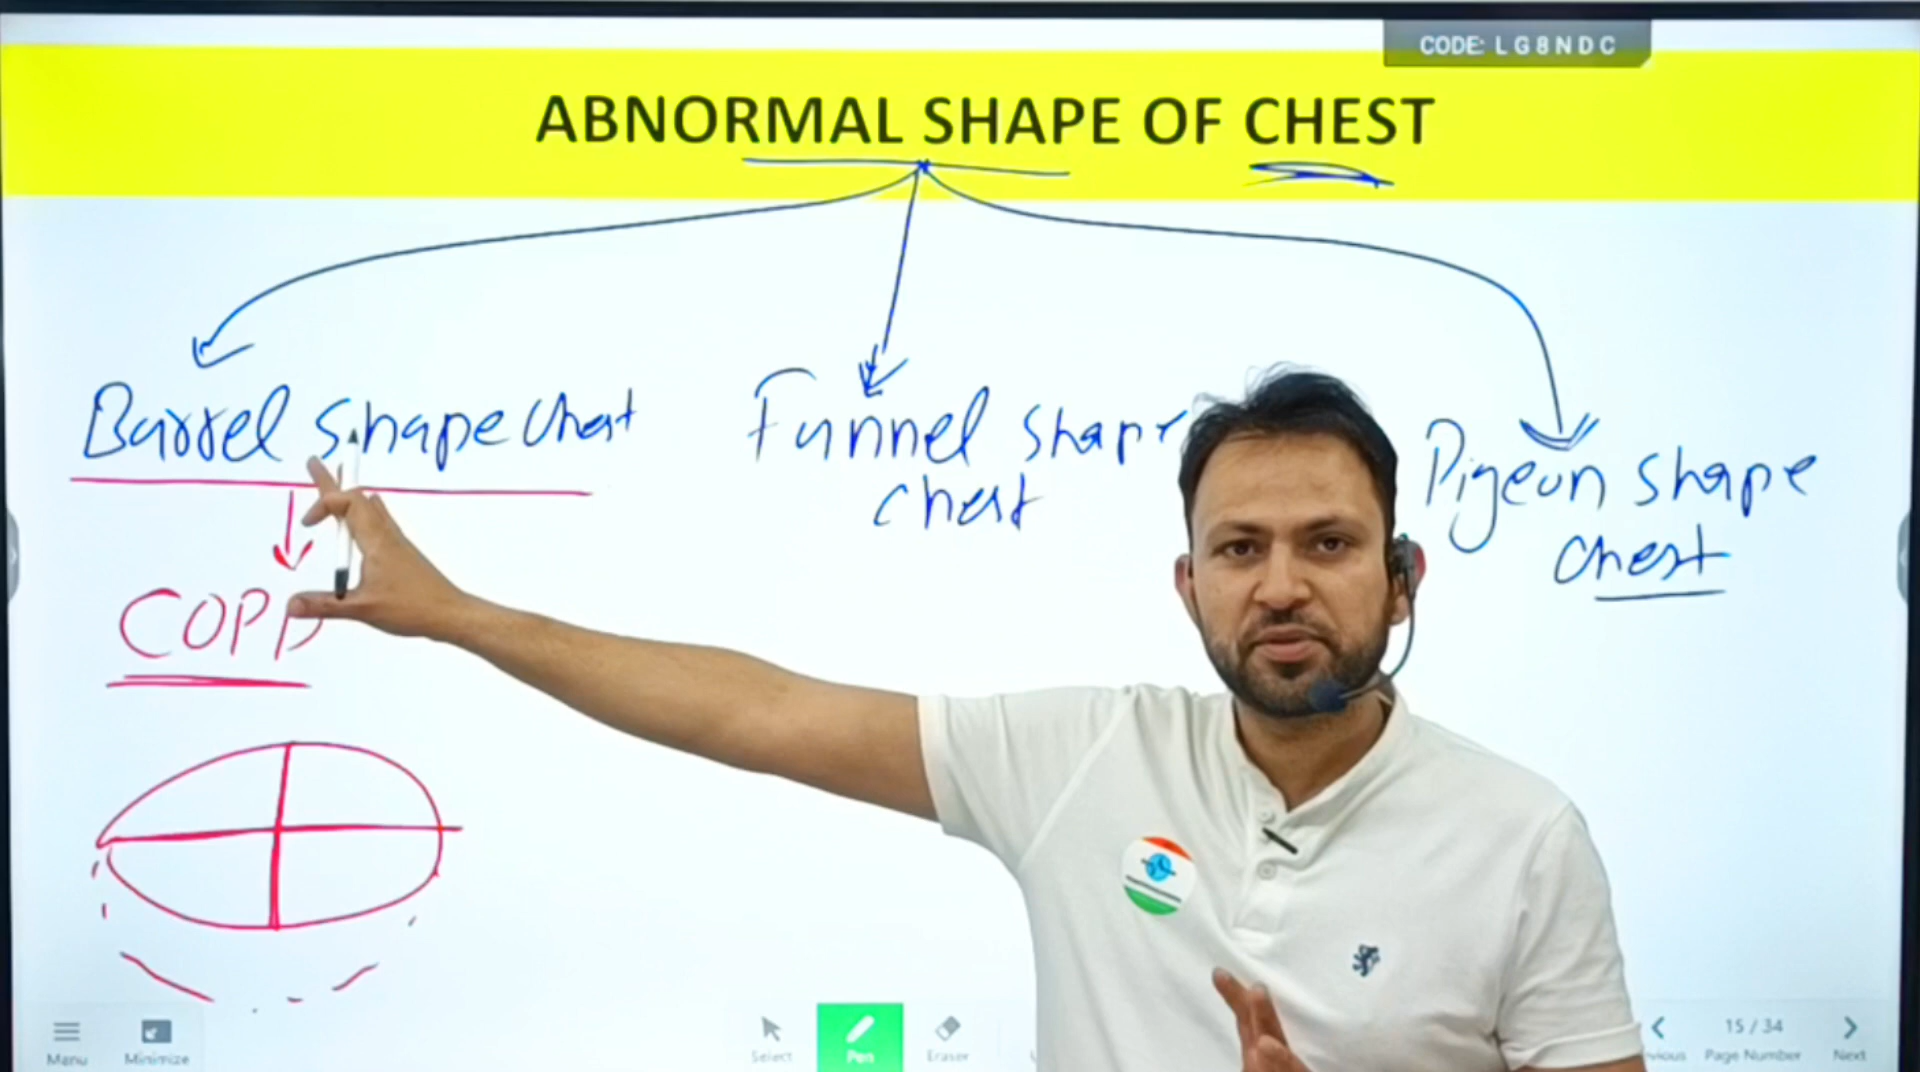 CODE: LG8NDC
ABNORMAL SHAPE OF CHEST
Barrel shape chest
Funnel shape
chest
Pigeon shape
chest
COPD
Menu
Minimize
Select
Pen
Eraser
15 / 34
Page Number
Next